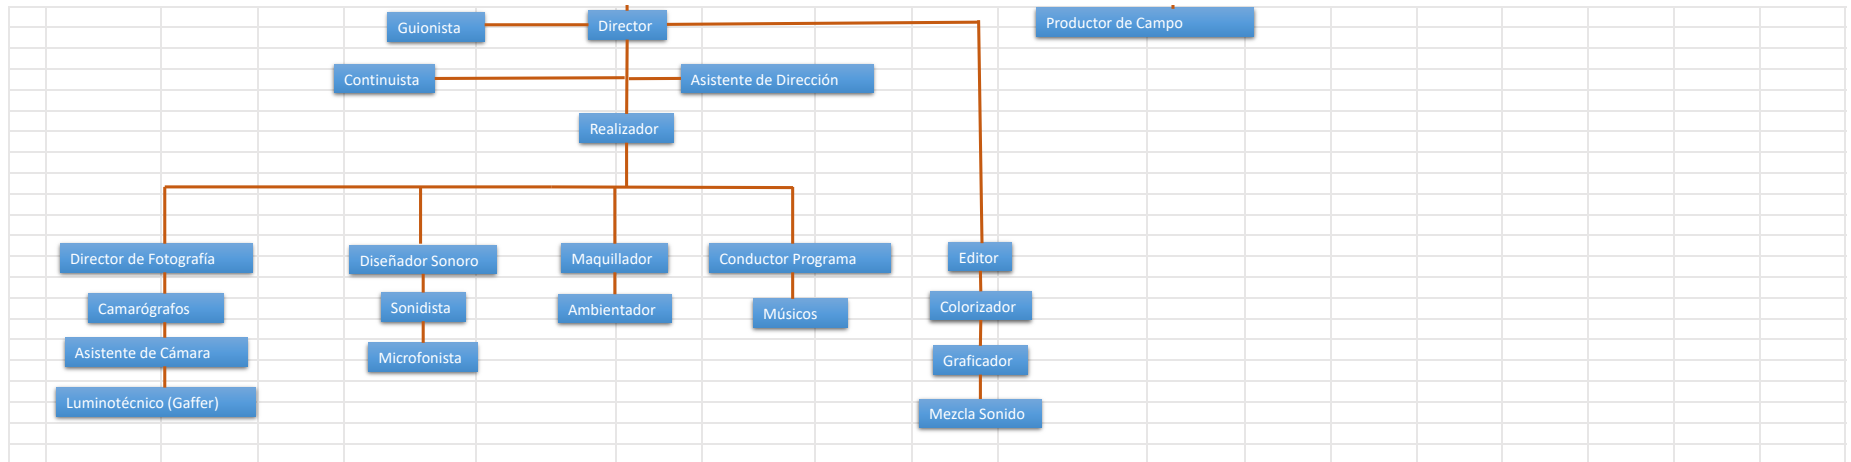 Guionista
Director
Productor de Campo
Continuista
Asistente de Dirección
Realizador
Director de Fotografía
Diseñador Sonoro
Maquillador
Conductor Programa
Editor
Camarógrafos
Sonidista
Ambientador
Músicos
Colorizador
Asistente de Cámara
Microfonista
Graficador
Luminotécnico (Gaffer)
Mezcla Sonido